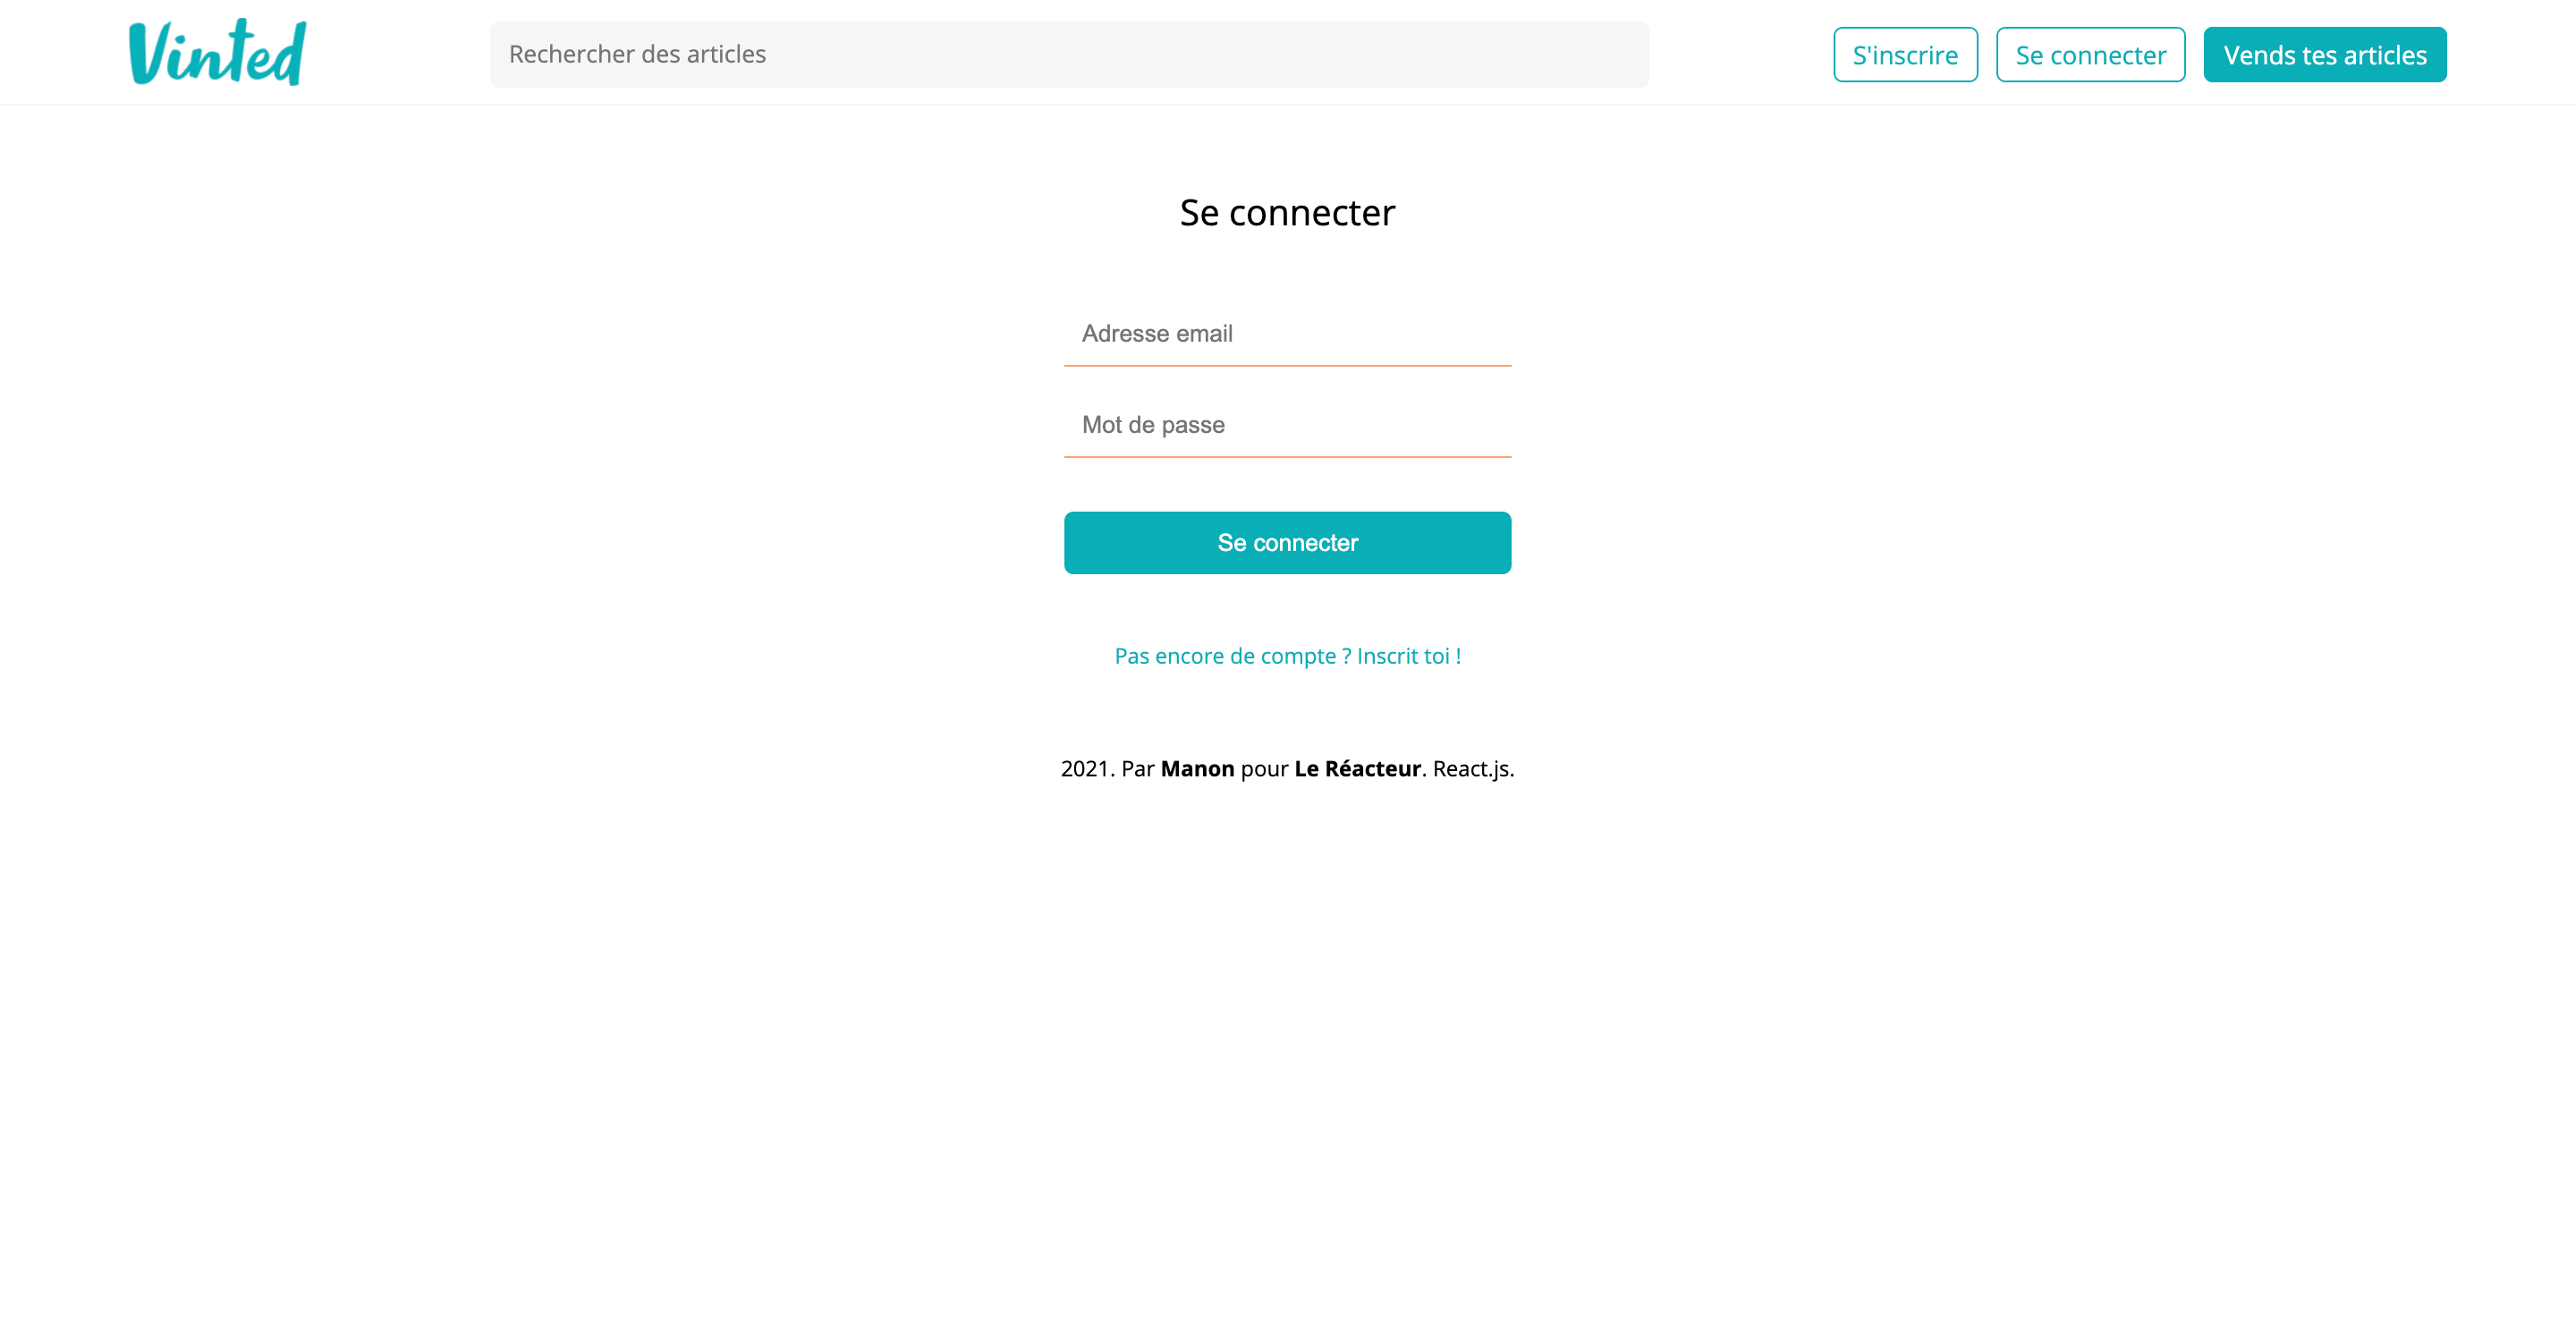 Vinted
Rechercher des articles
S'inscrire
Se connecter
Vends tes articles
Se connecter
Adresse email
Mot de passe
Se connecter
Pas encore de compte ? Inscrit toi !
2021. Par Manon pour Le Réacteur. React.js.